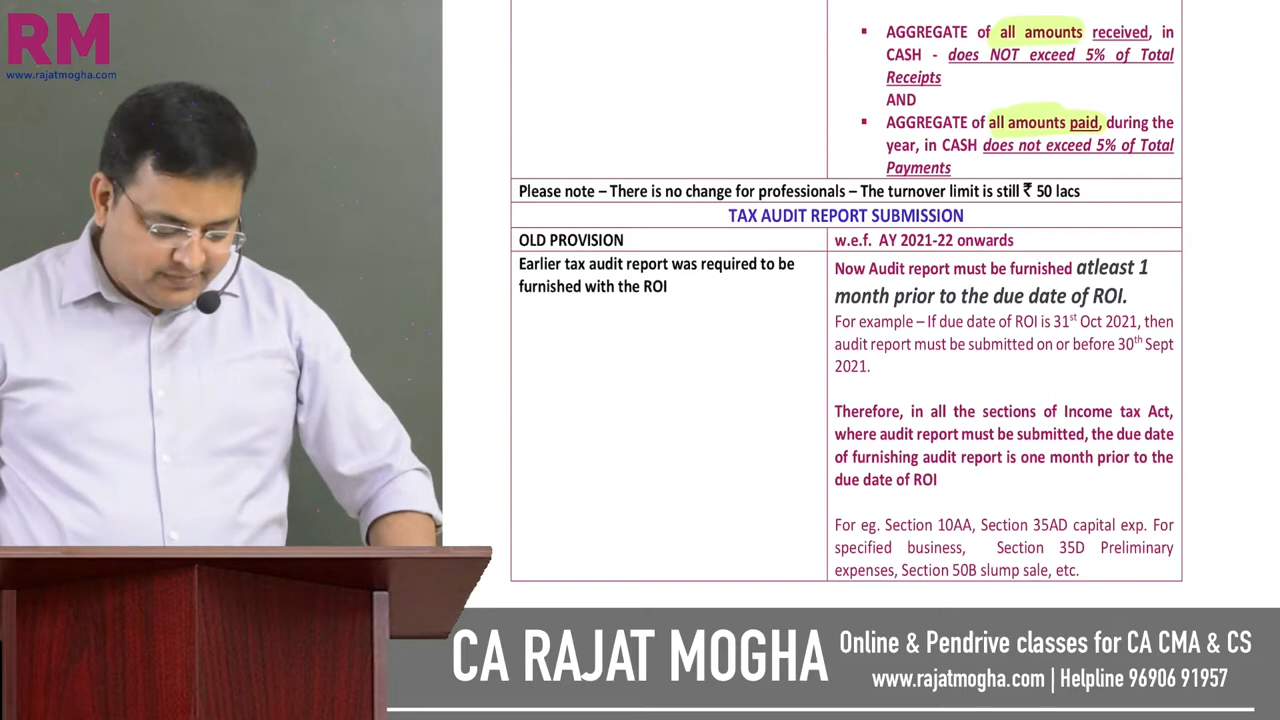 RM
www.rajatmogha.com
▪ AGGREGATE of all amounts received, in
CASH - does NOT exceed 5% of Total
Receipts
AND
▪ AGGREGATE of all amounts paid, during the
year, in CASH does not exceed 5% of Total
Payments
Please note – There is no change for professionals – The turnover limit is still ₹ 50 lacs
TAX AUDIT REPORT SUBMISSION
OLD PROVISION
w.e.f. AY 2021-22 onwards
Earlier tax audit report was required to be
furnished with the ROI
Now Audit report must be furnished atleast 1
month prior to the due date of ROI.
For example – If due date of ROI is 31st Oct 2021, then
audit report must be submitted on or before 30th Sept
2021.
Therefore, in all the sections of Income tax Act,
where audit report must be submitted, the due date
of furnishing audit report is one month prior to the
due date of ROI
For eg. Section 10AA, Section 35AD capital exp. For
specified business, Section 35D Preliminary
expenses, Section 50B slump sale, etc.
CA RAJAT MOGHA
Online & Pendrive classes for CA CMA & CS
www.rajatmogha.com | Helpline 96906 91957